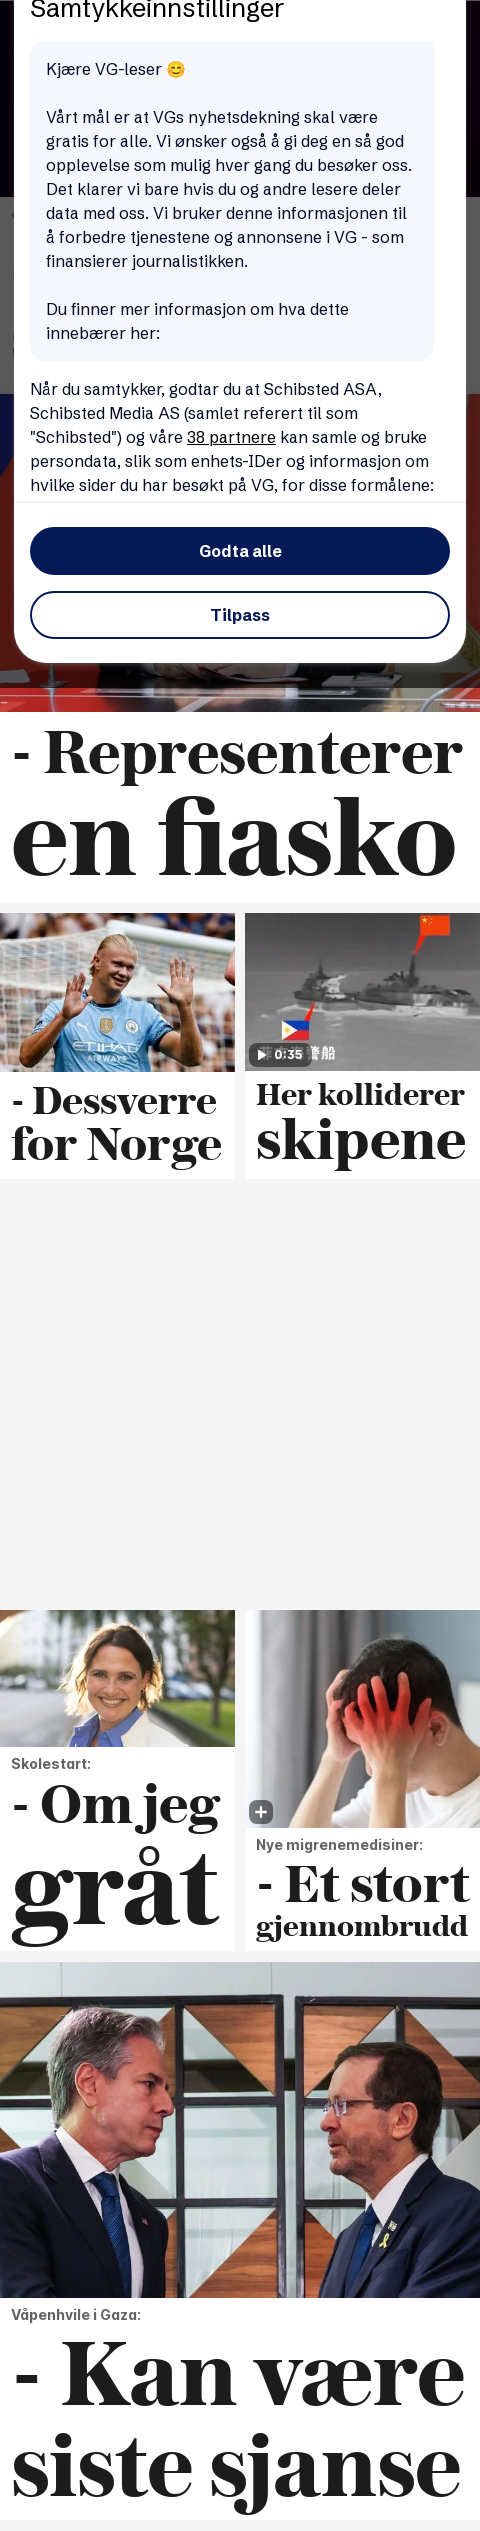 Samtykkeinnstillinger
Kjære VG-leser 😊
Vårt mål er at VGs nyhetsdekning skal være
gratis for alle. Vi ønsker også å gi deg en så god
opplevelse som mulig hver gang du besøker oss.
Det klarer vi bare hvis du og andre lesere deler
data med oss. Vi bruker denne informasjonen til
å forbedre tjenestene og annonsene i VG - som
finansierer journalistikken.
Du finner mer informasjon om hva dette
innebærer her:
Når du samtykker, godtar du at Schibsted ASA,
Schibsted Media AS (samlet referert til som
"Schibsted") og våre 38 partnere kan samle og bruke
persondata, slik som enhets-IDer og informasjon om
hvilke sider du har besøkt på VG, for disse formålene:
Godta alle
Tilpass
- Representerer
en fiasko
ETIHAD
AIRWAYS
- Dessverre
for Norge
0:35
警船
Her kolliderer
skipene
Skolestart:
- Om jeg
gråt
Nye migrenemedisiner:
- Et stort
gjennombrudd
Våpenhvile i Gaza:
- Kan være
siste sjanse